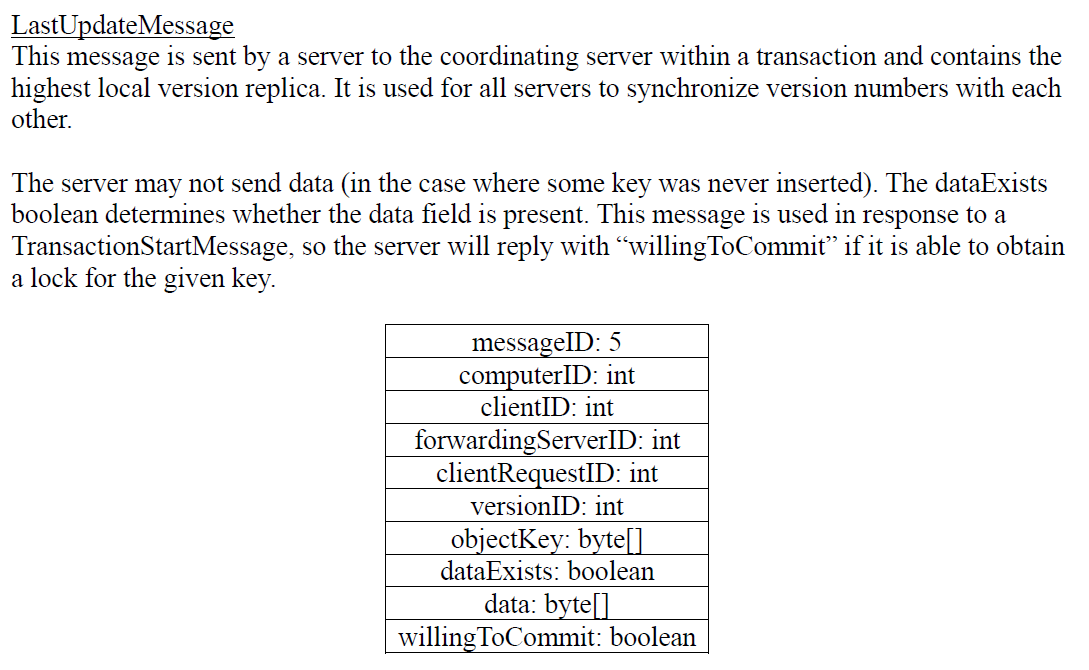 LastUpdateMessage
This message is sent by a server to the coordinating server within a transaction and contains the
highest local version replica. It is used for all servers to synchronize version numbers with each
other.
The server may not send data (in the case where some key was never inserted). The dataExists
boolean determines whether the data field is present. This message is used in response to a
TransactionStartMessage, so the server will reply with “willingToCommit” if it is able to obtain
a lock for the given key.
messageID: 5
computerID: int
clientID: int
forwardingServerID: int
clientRequestID: int
versionID: int
objectKey: byte[]
dataExists: boolean
data: byte[]
willingToCommit: boolean